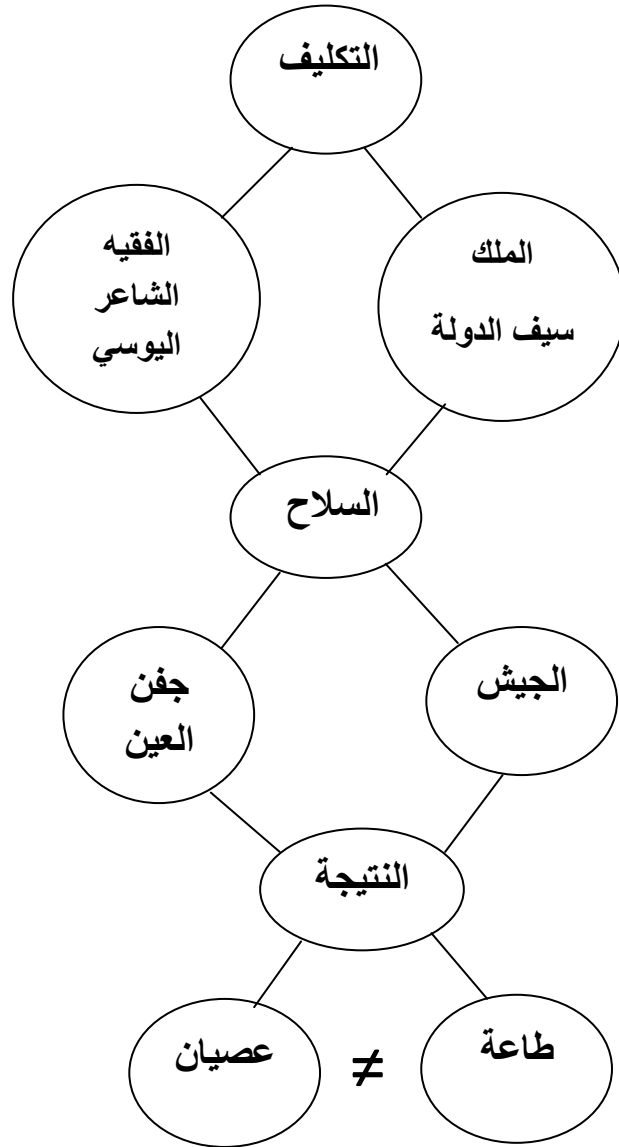 التكليف
الملك
سيف الدولة
الفقيه
الشاعر
اليوسي
السلاح
الجيش
جفن
العين
النتيجة
طاعة
≠
عصيان